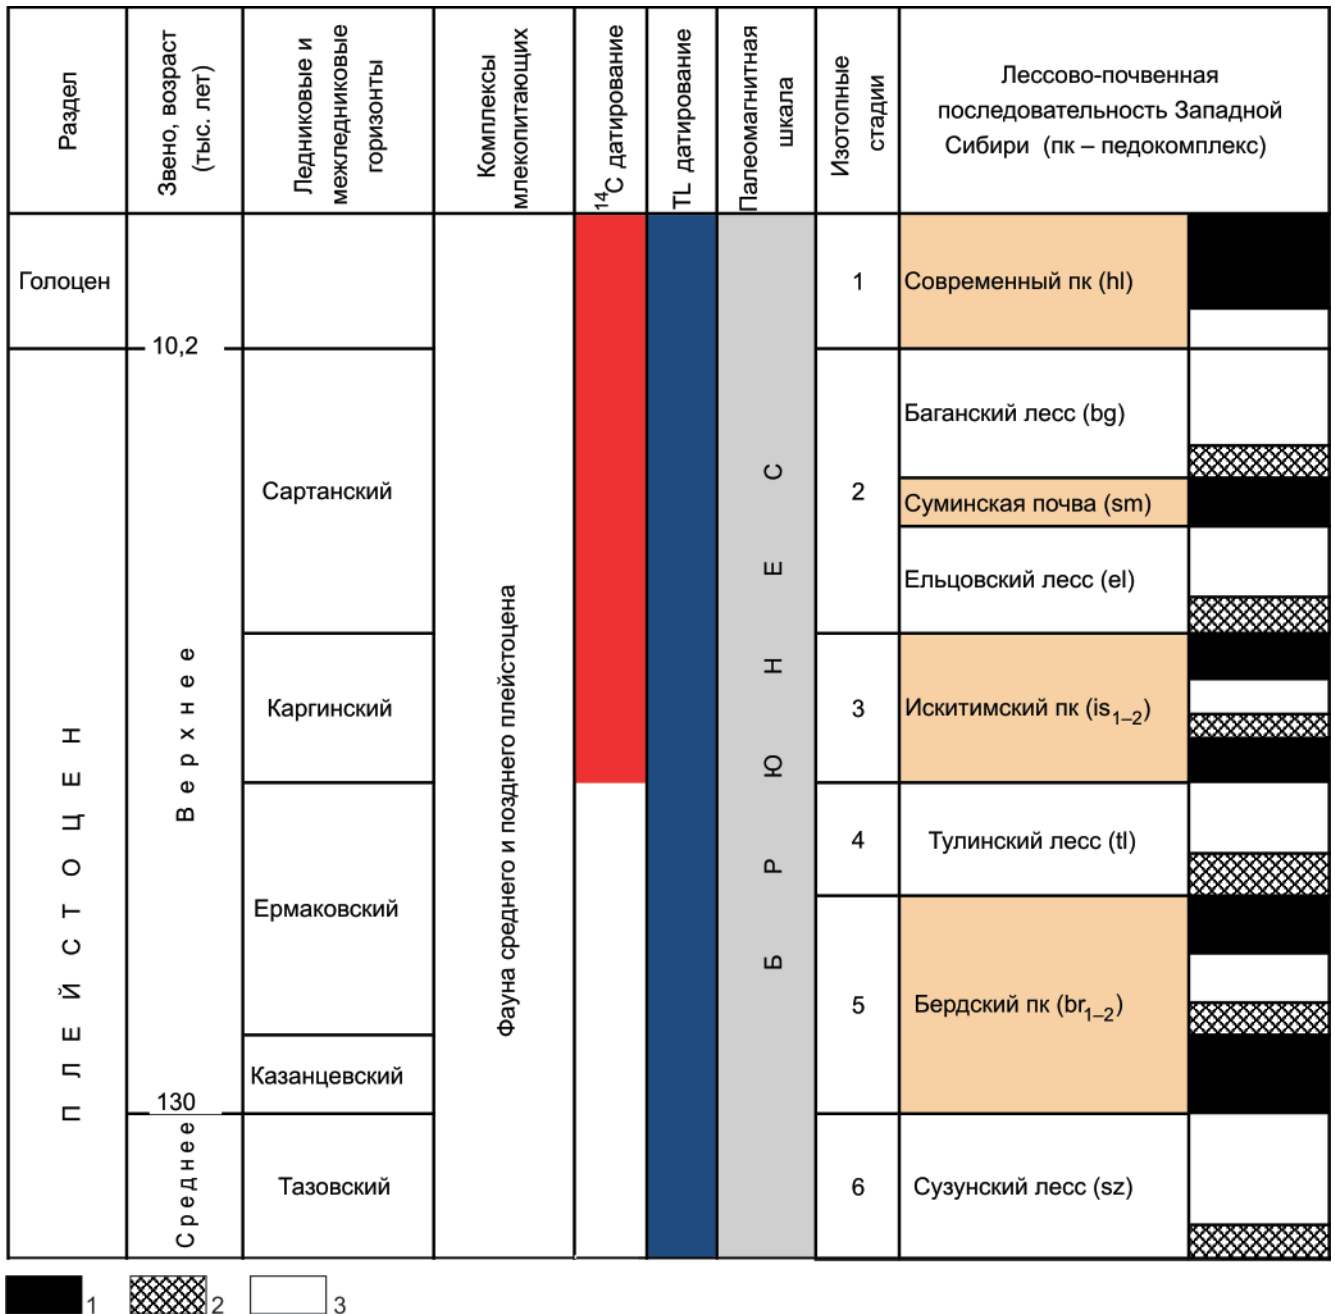 Раздел
Звено, возраст
(тыс. лет)
Ледниковые и
межледниковые
горизонты
Комплексы
млекопитающих
¹⁴C датирование
TL датирование
Палеомагнитная
шкала
Изотопные
стадии
Лессово-почвенная
последовательность Западной
Сибири (пк – педокомплекс)
Голоцен
1
Современный пк (hl)
10,2
ПЛЕЙСТОЦЕН
Верхнее
Сартанский
Фауна среднего и позднего плейстоцена
БРЮНЕС
2
Баганский лесс (bg)
Суминская почва (sm)
Ельцовский лесс (el)
Каргинский
3
Искитимский пк (is1–2)
Ермаковский
4
Тулинский лесс (tl)
5
Бердский пк (br1–2)
Казанцевский
130
Среднее
Тазовский
6
Сузунский лесс (sz)
1
2
3